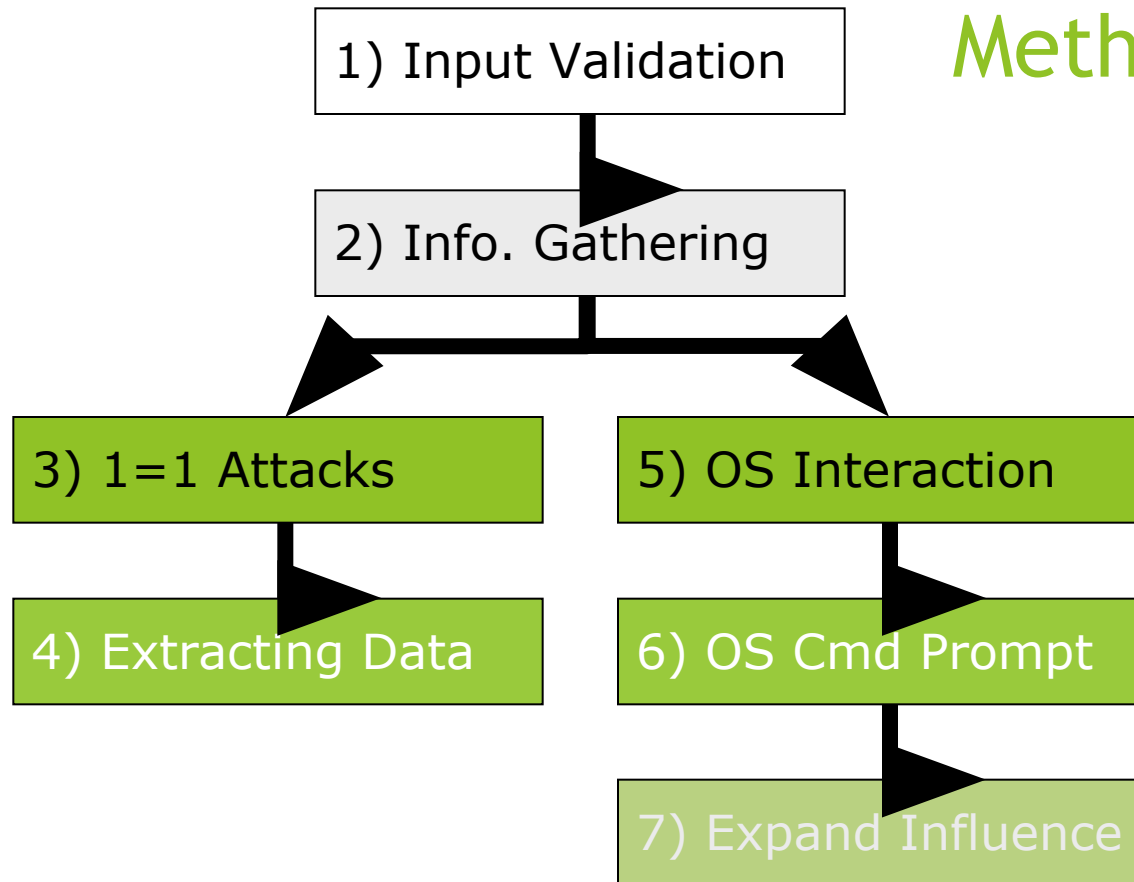 Meth
1) Input Validation
2) Info. Gathering
3) 1=1 Attacks
5) OS Interaction
4) Extracting Data
6) OS Cmd Prompt
7) Expand Influence